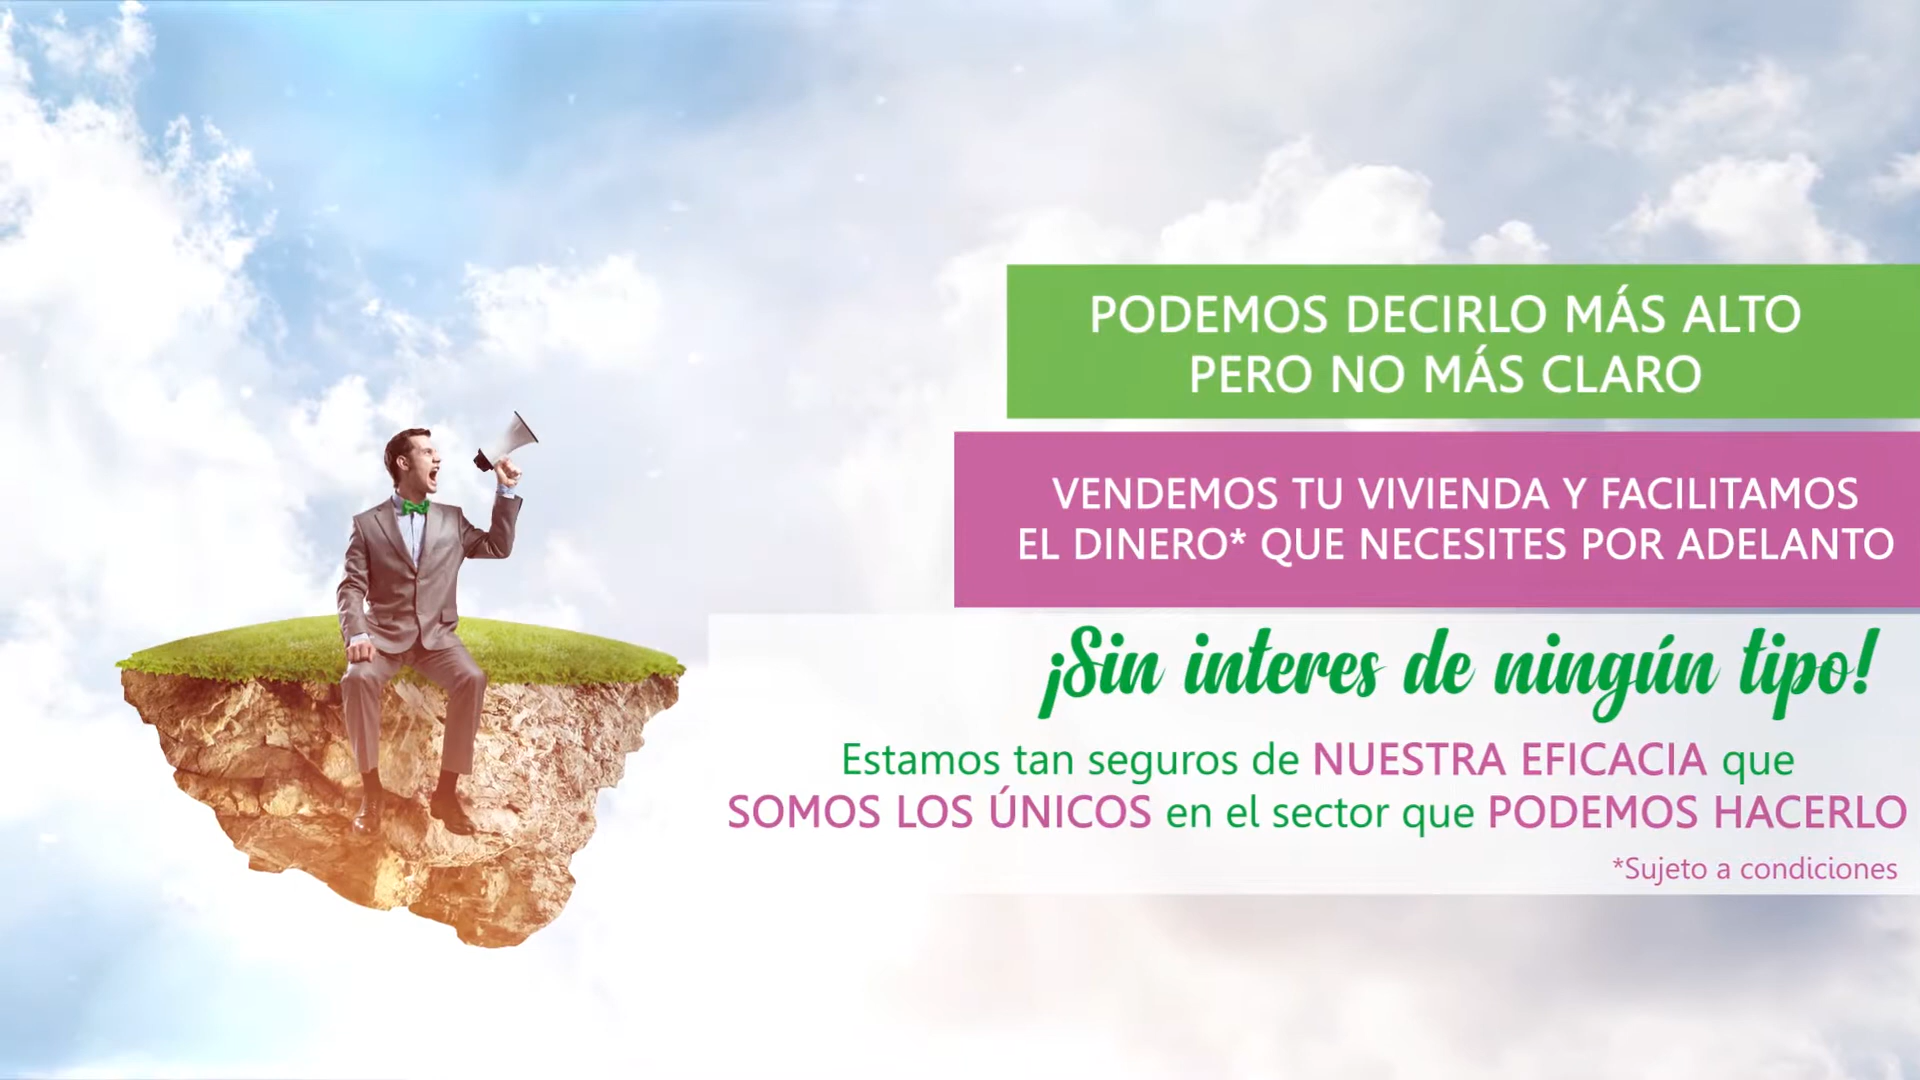 PODEMOS DECIRLO MÁS ALTO
PERO NO MÁS CLARO
VENDEMOS TU VIVIENDA Y FACILITAMOS
EL DINERO* QUE NECESITES POR ADELANTO
¡Sin interes de ningún tipo!
Estamos tan seguros de NUESTRA EFICACIA que
SOMOS LOS ÚNICOS en el sector que PODEMOS HACERLO
*Sujeto a condiciones